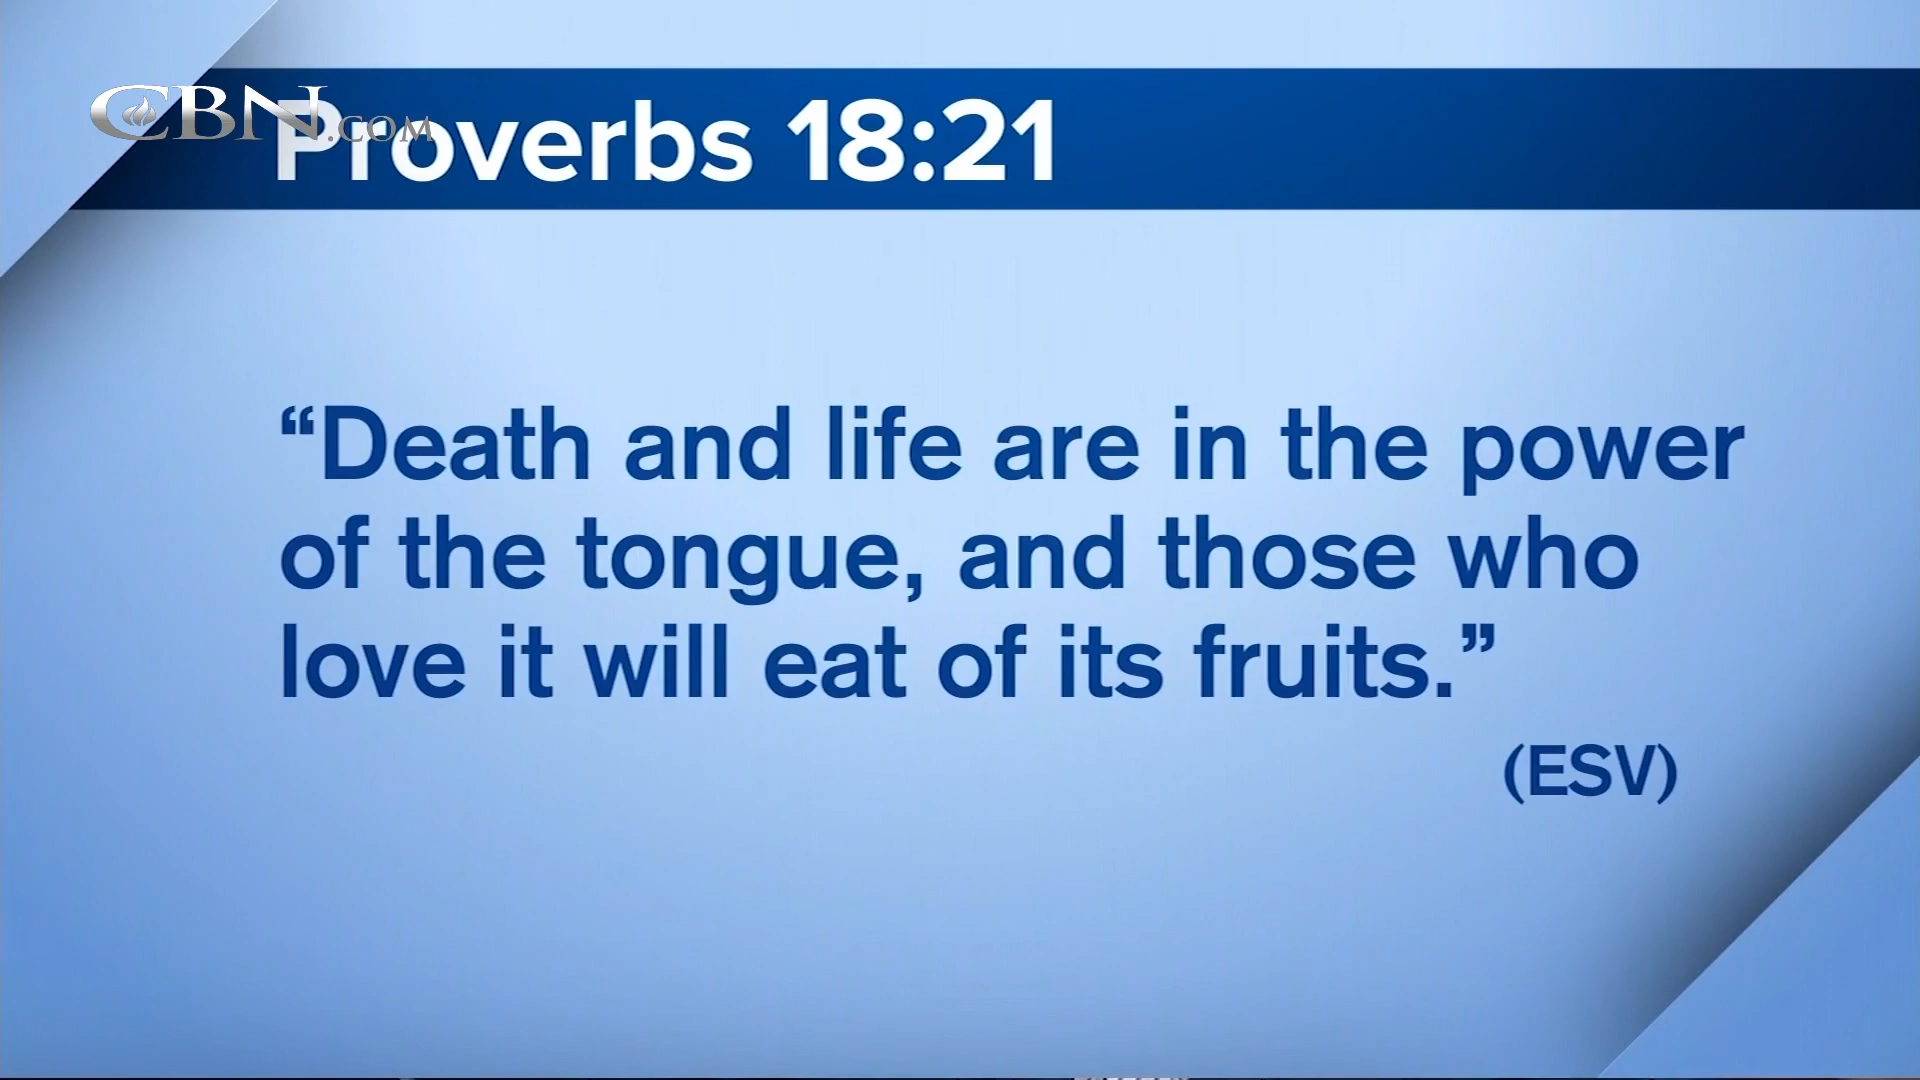 CBN.COM
Proverbs 18:21
“Death and life are in the power
of the tongue, and those who
love it will eat of its fruits.”
(ESV)